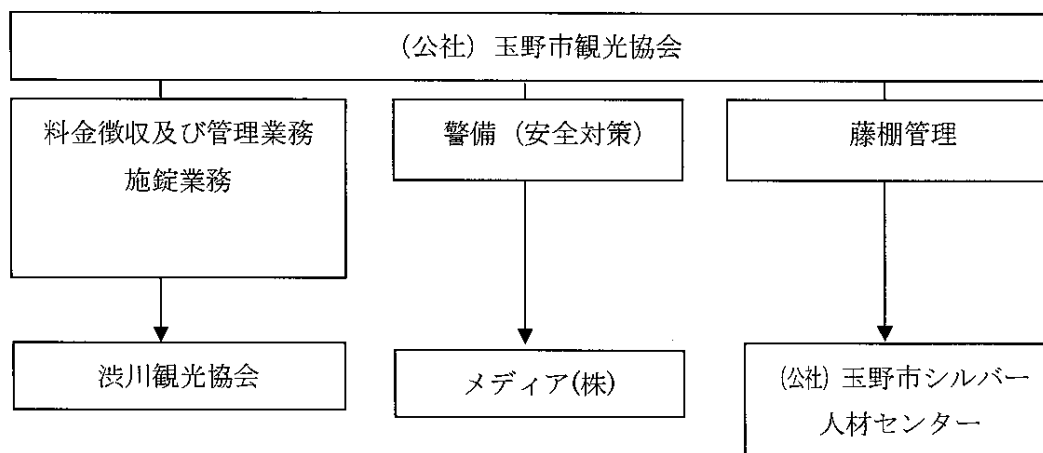 (公社) 玉野市観光協会
料金徴収及び管理業務
施錠業務
警備 (安全対策)
藤棚管理
渋川観光協会
メディア(株)
(公社) 玉野市シルバー
人材センター